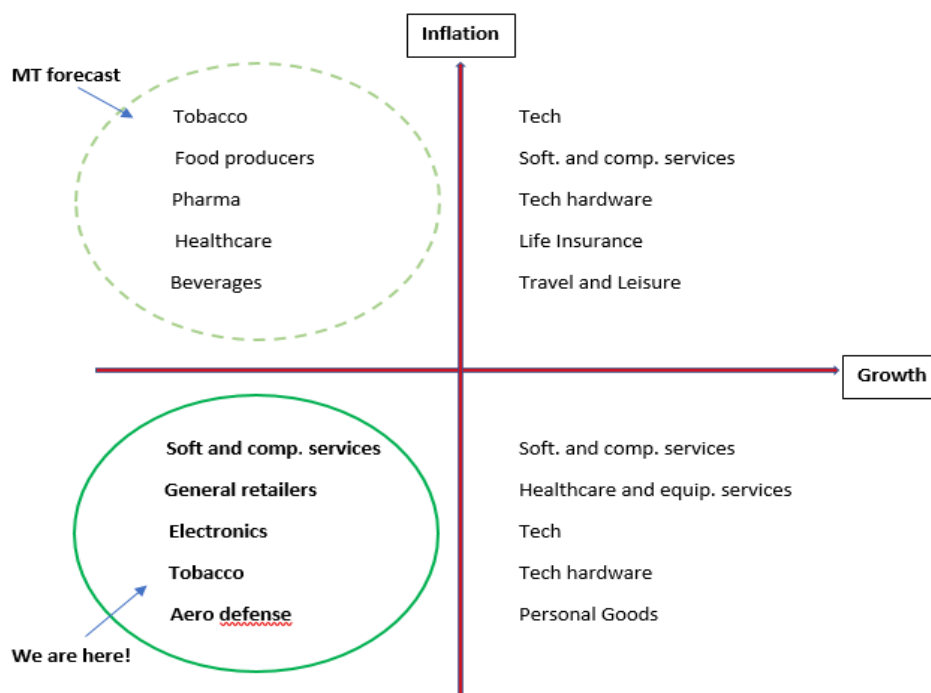 Inflation
MT forecast
Tobacco
Food producers
Pharma
Healthcare
Beverages
Tech
Soft. and comp. services
Tech hardware
Life Insurance
Travel and Leisure
Growth
Soft and comp. services
General retailers
Electronics
Tobacco
Aero defense
We are here!
Soft. and comp. services
Healthcare and equip. services
Tech
Tech hardware
Personal Goods